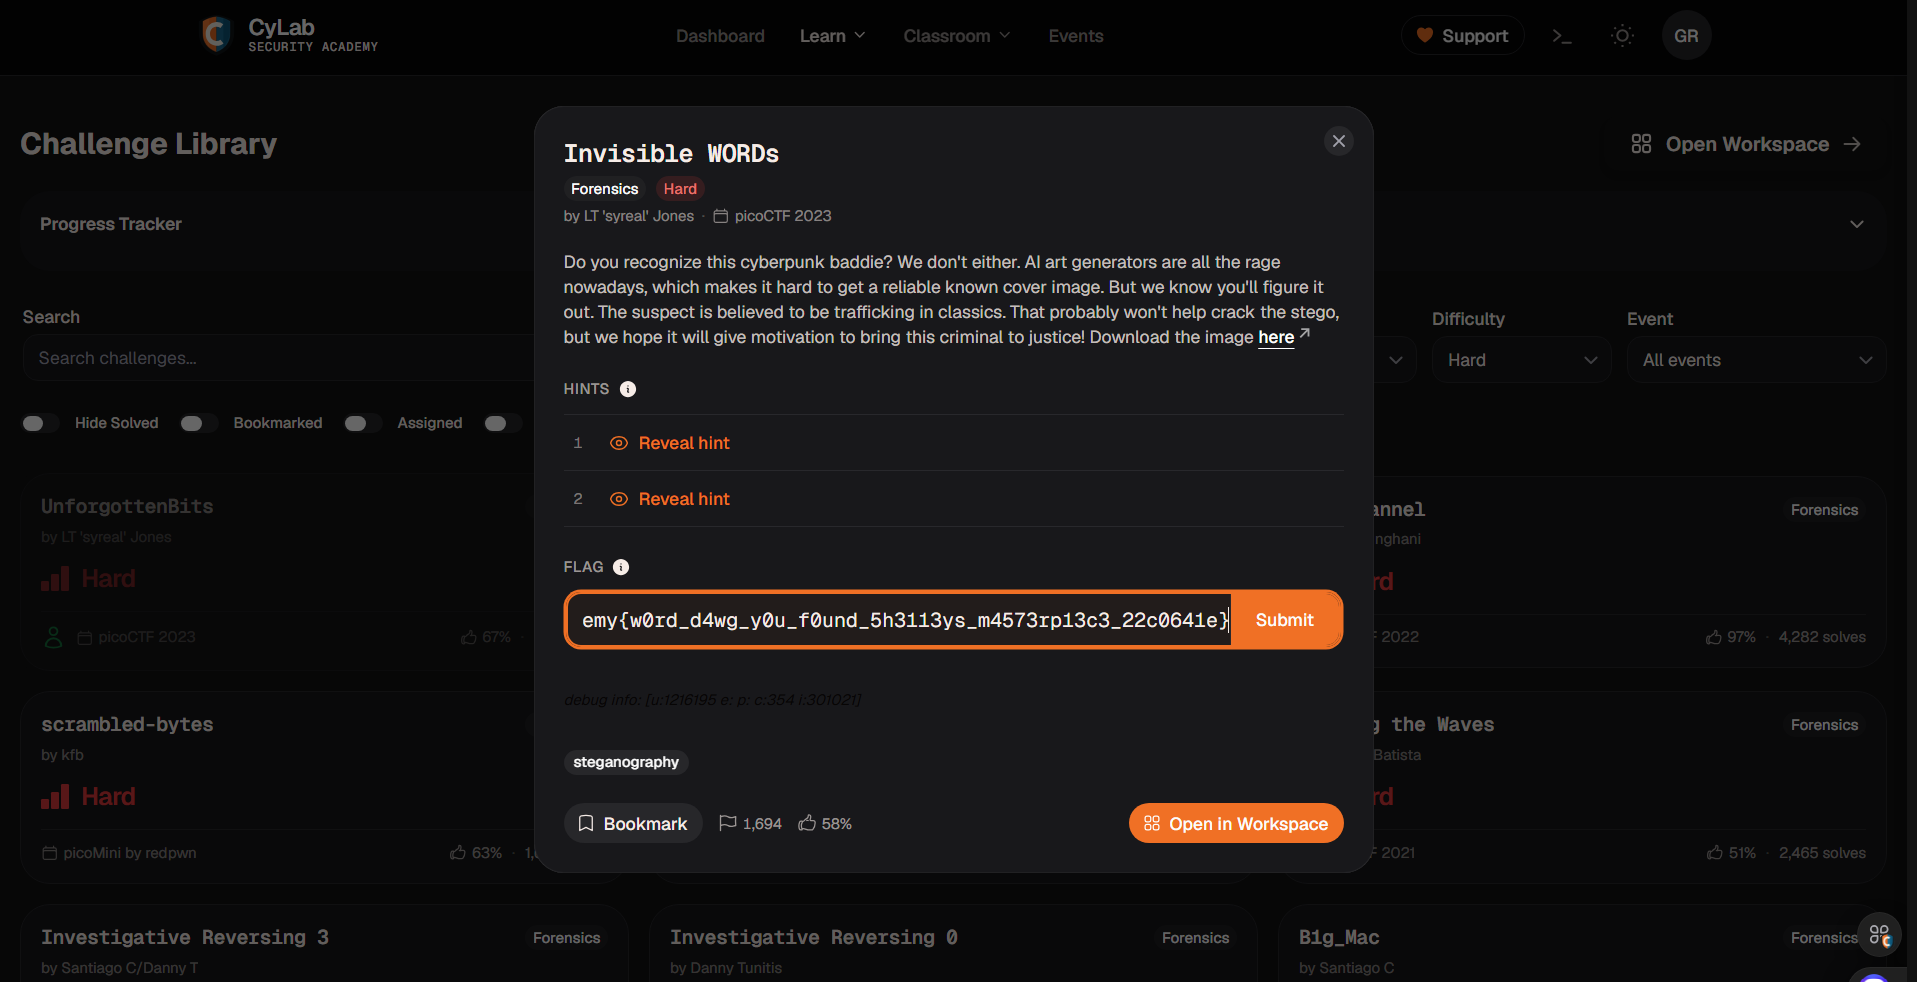 CyLab
SECURITY ACADEMY
Dashboard
Learn
Classroom
Events
Support
GR
Challenge Library
Open Workspace
Progress Tracker
Search
Search challenges...
Difficulty
Hard
Event
All events
Hide Solved
Bookmarked
Assigned
Invisible WORDs
Forensics
Hard
by LT 'syreal' Jones · picoCTF 2023
Do you recognize this cyberpunk baddie? We don't either. AI art generators are all the rage
nowadays, which makes it hard to get a reliable known cover image. But we know you'll figure it
out. The suspect is believed to be trafficking in classics. That probably won't help crack the stego,
but we hope it will give motivation to bring this criminal to justice! Download the image here
HINTS
1 Reveal hint
2 Reveal hint
FLAG
emy{w0rd_d4wg_y0u_f0und_5h3113ys_m4573rp13c3_22c0641e}
Submit
debug info: [u:1216195 e: p: c:354 i:301021]
steganography
Bookmark
1,694
58%
Open in Workspace
UnforgottenBits
by LT 'syreal' Jones
Hard
picoCTF 2023
67% ·
annel
Forensics
nghani
rd
F 2022
97% · 4,282 solves
scrambled-bytes
by kfb
Hard
picoMini by redpwn
63% · 1,
g the Waves
Forensics
Batista
rd
F 2021
51% · 2,465 solves
Investigative Reversing 3
Forensics
by Santiago C/Danny T
Investigative Reversing 0
Forensics
by Danny Tunitis
B1g_Mac
Forensics
by Santiago C